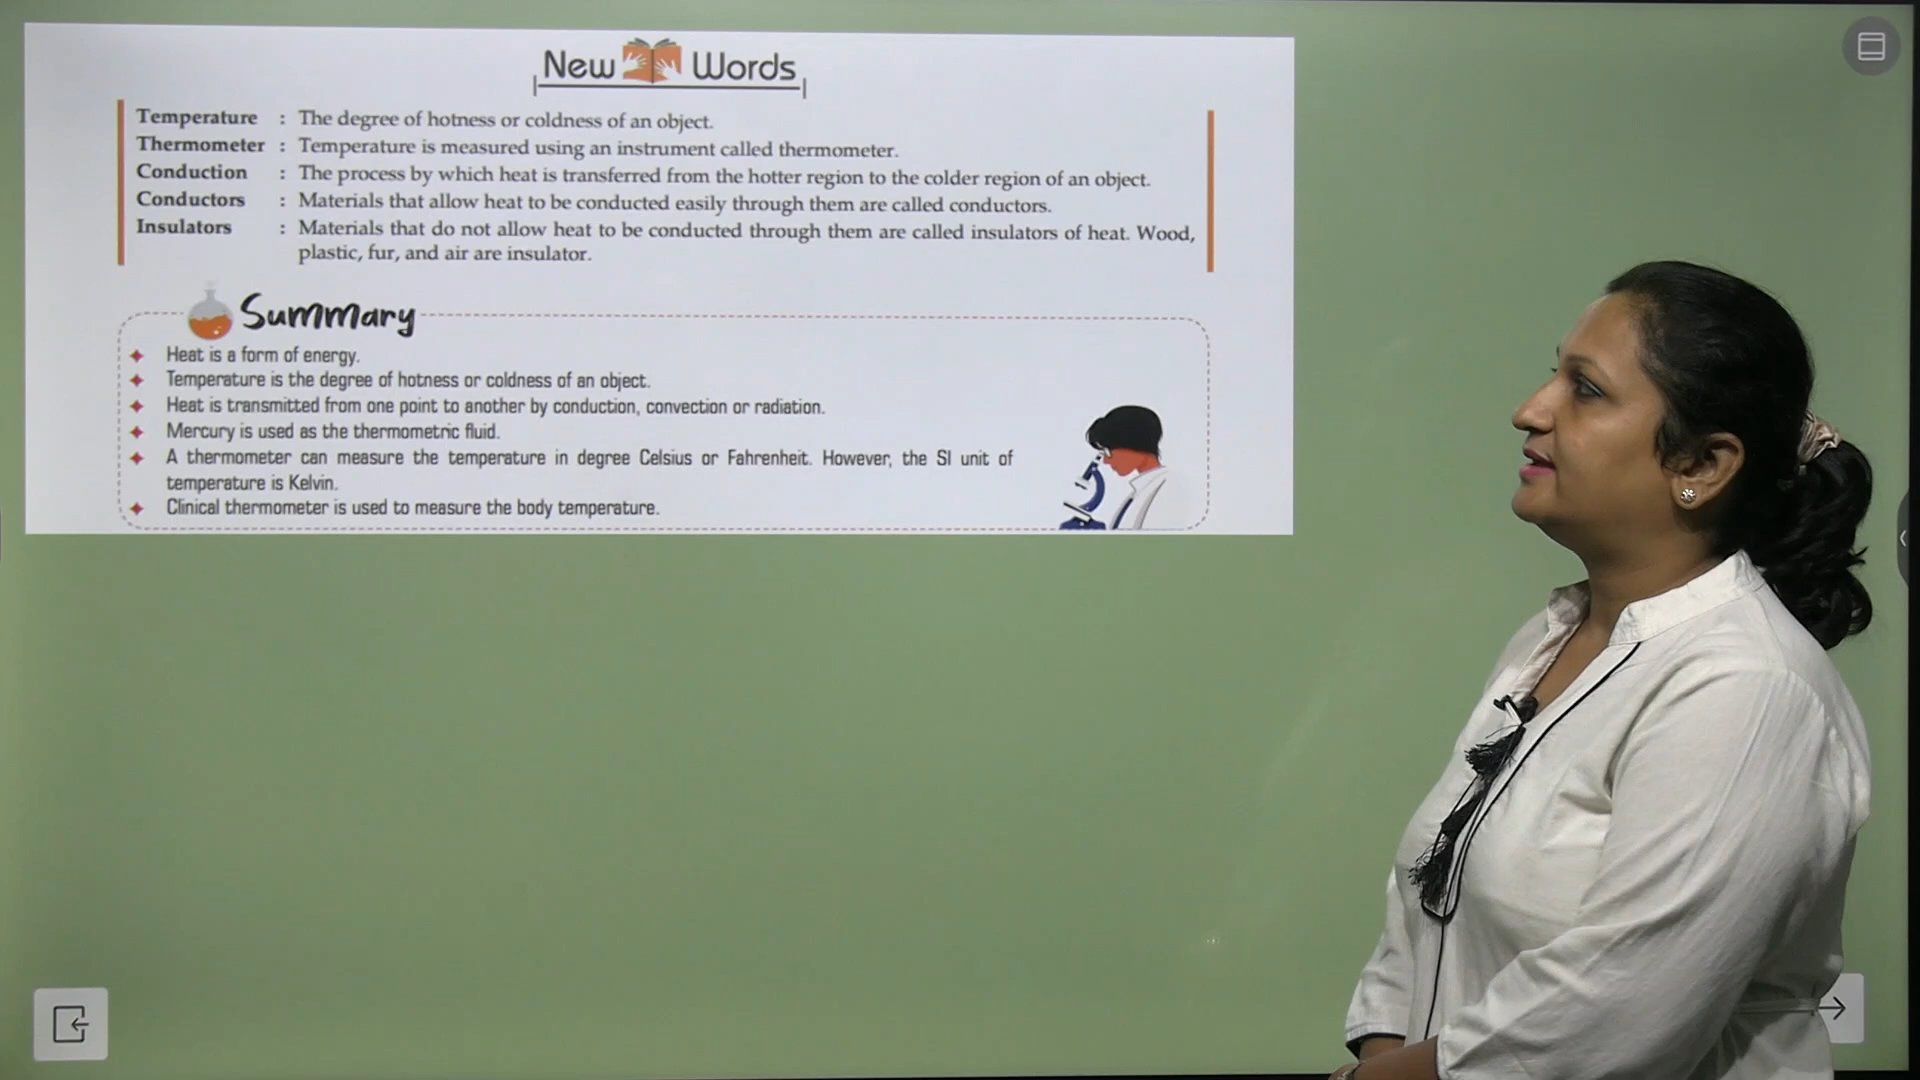 New Words
Temperature : The degree of hotness or coldness of an object.
Thermometer : Temperature is measured using an instrument called thermometer.
Conduction : The process by which heat is transferred from the hotter region to the colder region of an object.
Conductors : Materials that allow heat to be conducted easily through them are called conductors.
Insulators : Materials that do not allow heat to be conducted through them are called insulators of heat. Wood,
plastic, fur, and air are insulator.
Summary
Heat is a form of energy.
Temperature is the degree of hotness or coldness of an object.
Heat is transmitted from one point to another by conduction, convection or radiation.
Mercury is used as the thermometric fluid.
A thermometer can measure the temperature in degree Celsius or Fahrenheit. However, the SI unit of
temperature is Kelvin.
Clinical thermometer is used to measure the body temperature.